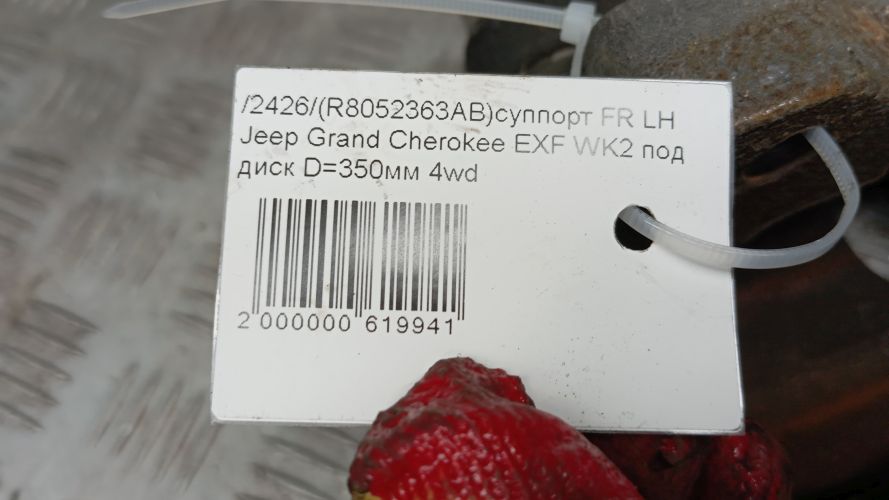 /2426/(R8052363AB)суппорт FR LH
Jeep Grand Cherokee EXF WK2 под
диск D=350мм 4wd
2 000000 619941